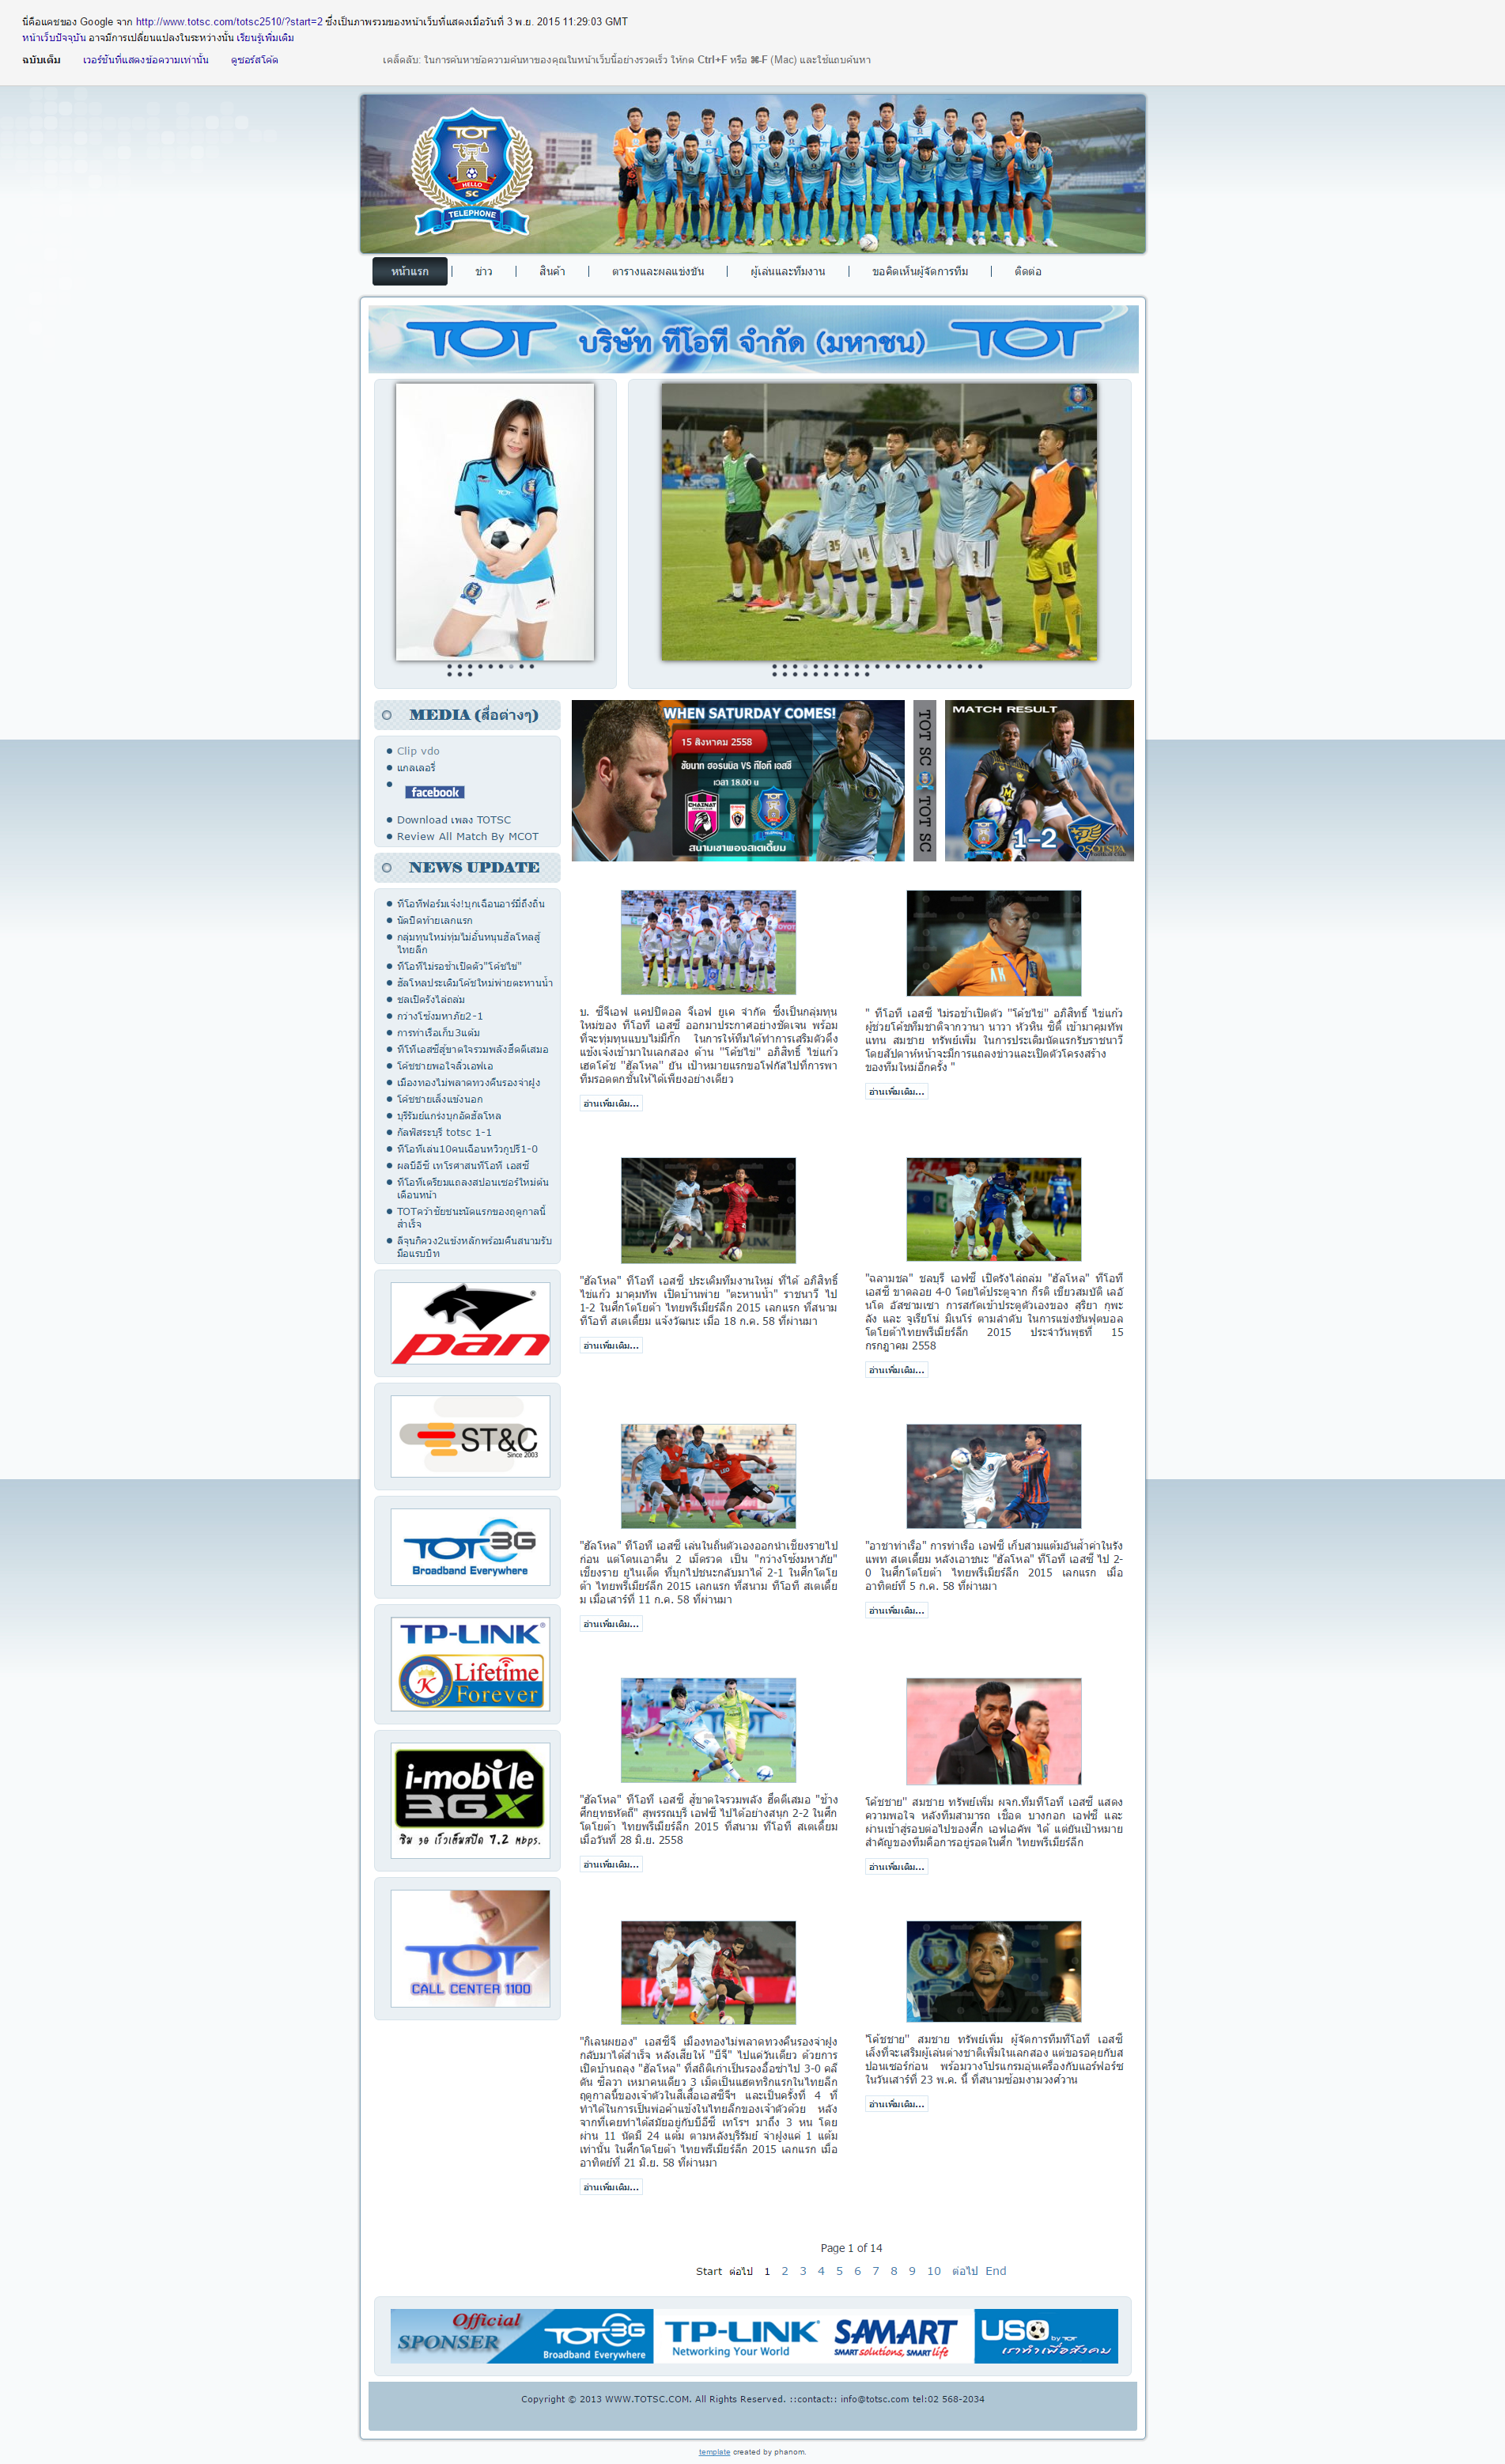 นี่คือแคชของ Google จาก http://www.totsc.com/totsc2510/?start=2 ซึ่งเป็นภาพรวมของหน้าเว็บที่แสดงเมื่อวันที่ 3 พ.ย. 2015 11:29:03 GMT
หน้าเว็บปัจจุบัน อาจมีการเปลี่ยนแปลงในระหว่างนั้น เรียนรู้เพิ่มเติม
ฉบับเต็ม เวอร์ชันที่แสดงข้อความเท่านั้น ดูซอร์สโค้ด เคล็ดลับ: ในการค้นหาข้อความค้นหาของคุณในหน้าเว็บนี้อย่างรวดเร็ว ให้กด Ctrl+F หรือ ⌘-F (Mac) และใช้แถบค้นหา
TOT
HELLO
SC
TELEPHONE
หน้าแรก ข่าว สินค้า ตารางและผลแข่งขัน ผู้เล่นและทีมงาน ขอคิดเห็นผู้จัดการทีม ติดต่อ
TOT บริษัท ทีโอที จำกัด (มหาชน) TOT
MEDIA (สื่อต่างๆ)
Clip vdo
แกลเลอรี่
facebook
Download เพลง TOTSC
Review All Match By MCOT
WHEN SATURDAY COMES!
15 สิงหาคม 2558
ชัยนาท ฮอร์นบิล VS ทีโอที เอสซี
เวลา 18.00 น
CHAINAT
สนามเขาพองสเตเดี้ยม
TOT SC TOT SC
MATCH RESULT
1-2
OSOTSPA
NEWS UPDATE
ทีโอทีฟอร์มเจ๋ง!บุกเฉือนอาร์มี่ถึงถิ่น
นัดปิดท้ายเลกแรก
กลุ่มทุนใหม่ทุ่มไม่อั้นหนุนฮัลโหลสู้
ไทยลีก
ทีโอทีไม่รอช้าเปิดตัว"โค้ชไข่"
ฮัลโหลประเดิมโค้ชใหม่พ่ายตะหานน้ำ
ชลเปิดรังไล่ถล่ม
กว่างโซ้งมหาภัย2-1
การท่าเรือเก็บ3แต้ม
ทีโทีเอสซีสู้ขาดใจรวมพลังฮึดตีเสมอ
โค้ชชายพอใจลิ่วเอฟเอ
เมืองทองไม่พลาดทวงคืนรองจ่าฝูง
โค้ชชายเล็งแข้งนอก
บุรีรัมย์แกร่งบุกอัดฮัลโหล
กัลฟ์สระบุรี totsc 1-1
ทีโอทีเล่น10คนเฉือนหวิวกูปรี1-0
ผลบีอีซี เทโรศาสนทีโอที เอสซี
ทีโอทีเตรียมแถลงสปอนเซอร์ใหม่ต้น
เดือนหน้า
TOTคว้าชัยชนะนัดแรกของฤดูกาลนี้
สำเร็จ
ลีจุนกิควง2แข้งหลักพร้อมคืนสนามรับ
มือแรบบิท
pan
ST&C
Since 2003
TOT 3G
Broadband Everywhere
TP-LINK
Lifetime
Forever
i-mobile
3GX
ซิม 3G เร็วเต็มสปีด 7.2 Mbps.
TOT
CALL CENTER 1100
บ. ซีจีเอฟ แคปปิตอล จีเอฟ ยูเค จำกัด ซึ่งเป็นกลุ่มทุน
ใหม่ของ ทีโอที เอสซี ออกมาประกาศอย่างชัดเจน พร้อม
ที่จะทุ่มทุนแบบไม่มีกั๊ก ในการให้ทีมได้ทำการเสริมตัวดึง
แข้งเจ๋งเข้ามาในเลกสอง ด้าน "โค้ชไข่" อภิสิทธิ์ ไข่แก้ว
เฮดโค้ช "ฮัลโหล" ยัน เป้าหมายแรกขอโฟกัสไปที่การพา
ทีมรอดตกชั้นให้ได้เพียงอย่างเดียว
อ่านเพิ่มเติม...
" ทีโอที เอสซี ไม่รอช้าเปิดตัว "โค้ชไข่" อภิสิทธิ์ ไข่แก้ว
ผู้ช่วยโค้ชทีมชาติจากวานา นาวา หัวหิน ซิตี้ เข้ามาคุมทัพ
แทน สมชาย ทรัพย์เพิ่ม ในการประเดิมนัดแรกรับราชนาวี
โดยสัปดาห์หน้าจะมีการแถลงข่าวและเปิดตัวโครงสร้าง
ของทีมใหม่อีกครั้ง "
อ่านเพิ่มเติม...
"ฮัลโหล" ทีโอที เอสซี ประเดิมทีมงานใหม่ ที่ได้ อภิสิทธิ์
ไข่แก้ว มาคุมทัพ เปิดบ้านพ่าย "ตะหานน้ำ" ราชนาวี ไป
1-2 ในศึกโตโยต้า ไทยพรีเมียร์ลีก 2015 เลกแรก ที่สนาม
ทีโอที สเตเดี้ยม แจ้งวัฒนะ เมื่อ 18 ก.ค. 58 ที่ผ่านมา
อ่านเพิ่มเติม...
"ฉลามชล" ชลบุรี เอฟซี เปิดรังไล่ถล่ม "ฮัลโหล" ทีโอที
เอสซี ขาดลอย 4-0 โดยได้ประตูจาก กีรติ เขียวสมบัติ เลอั
นโด อัสซามเซา การสกัดเข้าประตูตัวเองของ สุริยา กุพะ
ลัง และ จูเรียโน่ มิเนโร่ ตามลำดับ ในการแข่งขันฟุตบอล
โตโยต้าไทยพรีเมียร์ลีก 2015 ประจำวันพุธที่ 15
กรกฎาคม 2558
อ่านเพิ่มเติม...
"ฮัลโหล" ทีโอที เอสซี เล่นในถิ่นตัวเองออกนำเชียงรายไป
ก่อน แต่โดนเอาคืน 2 เม็ดรวด เป็น "กว่างโซ้งมหาภัย"
เชียงราย ยูไนเต็ด ที่บุกไปชนะกลับมาได้ 2-1 ในศึกโตโย
ต้า ไทยพรีเมียร์ลีก 2015 เลกแรก ที่สนาม ทีโอที สเตเดี้ย
ม เมื่อเสาร์ที่ 11 ก.ค. 58 ที่ผ่านมา
อ่านเพิ่มเติม...
"อาชาท่าเรือ" การท่าเรือ เอฟซี เก็บสามแต้มอันล้ำค่าในรัง
แพท สเตเดี้ยม หลังเอาชนะ "ฮัลโหล" ทีโอที เอสซี ไป 2-
0 ในศึกโตโยต้า ไทยพรีเมียร์ลีก 2015 เลกแรก เมื่อ
อาทิตย์ที่ 5 ก.ค. 58 ที่ผ่านมา
อ่านเพิ่มเติม...
"ฮัลโหล" ทีโอที เอสซี สู้ขาดใจรวมพลัง ฮึดตีเสมอ "ช้าง
ศึกยุทธหัตถี" สุพรรณบุรี เอฟซี ไปได้อย่างสนุก 2-2 ในศึก
โตโยต้า ไทยพรีเมียร์ลีก 2015 ที่สนาม ทีโอที สเตเดี้ยม
เมื่อวันที่ 28 มิ.ย. 2558
อ่านเพิ่มเติม...
โค้ชชาย" สมชาย ทรัพย์เพิ่ม ผจก.ทีมทีโอที เอสซี แสดง
ความพอใจ หลังทีมสามารถ เชือด บางกอก เอฟซี และ
ผ่านเข้าสู่รอบต่อไปของศึก เอฟเอคัพ ได้ แต่ยันเป้าหมาย
สำคัญของทีมคือการอยู่รอดในศึก ไทยพรีเมียร์ลีก
อ่านเพิ่มเติม...
"กิเลนผยอง" เอสซีจี เมืองทองไม่พลาดทวงคืนรองจ่าฝูง
กลับมาได้สำเร็จ หลังเสียให้ "บีจี" ไปแค่วันเดียว ด้วยการ
เปิดบ้านถลุง "ฮัลโหล" ที่สถิติเก่าเป็นรองอื้อซ่าไป 3-0 คลี
ตัน ซิลวา เหมาคนเดียว 3 เม็ดเป็นแฮตทริกแรกในไทยลีก
ฤดูกาลนี้ของเจ้าตัวในสีเสื้อเอสซีจีฯ และเป็นครั้งที่ 4 ที่
ทำได้ในการเป็นพ่อค้าแข้งในไทยลีกของเจ้าตัวด้วย หลัง
จากที่เคยทำได้สมัยอยู่กับบีอีซี เทโรฯ มาถึง 3 หน โดย
ผ่าน 11 นัดมี 24 แต้ม ตามหลังบุรีรัมย์ จ่าฝูงแค่ 1 แต้ม
เท่านั้น ในศึกโตโยต้า ไทยพรีเมียร์ลีก 2015 เลกแรก เมื่อ
อาทิตย์ที่ 21 มิ.ย. 58 ที่ผ่านมา
อ่านเพิ่มเติม...
"โค้ชชาย" สมชาย ทรัพย์เพิ่ม ผู้จัดการทีมทีโอที เอสซี
เล็งที่จะเสริมผู้เล่นต่างชาติเพิ่มในเลกสอง แต่ขอรอคุยกับส
ปอนเซอร์ก่อน พร้อมวางโปรแกรมอุ่นเครื่องกับแอร์ฟอร์ซ
ในวันเสาร์ที่ 23 พ.ค. นี้ ที่สนามซ้อมงามวงศ์วาน
อ่านเพิ่มเติม...
Page 1 of 14
Start ต่อไป 1 2 3 4 5 6 7 8 9 10 ต่อไป End
Official
SPONSER
TOT 3G
Broadband Everywhere
TP-LINK
Networking Your World
SAMART
SMART solutions, SMART life
USO by TOT
เราทำเพื่อสังคม
Copyright © 2013 WWW.TOTSC.COM. All Rights Reserved. ::contact:: info@totsc.com tel:02 568-2034
template created by phanom.